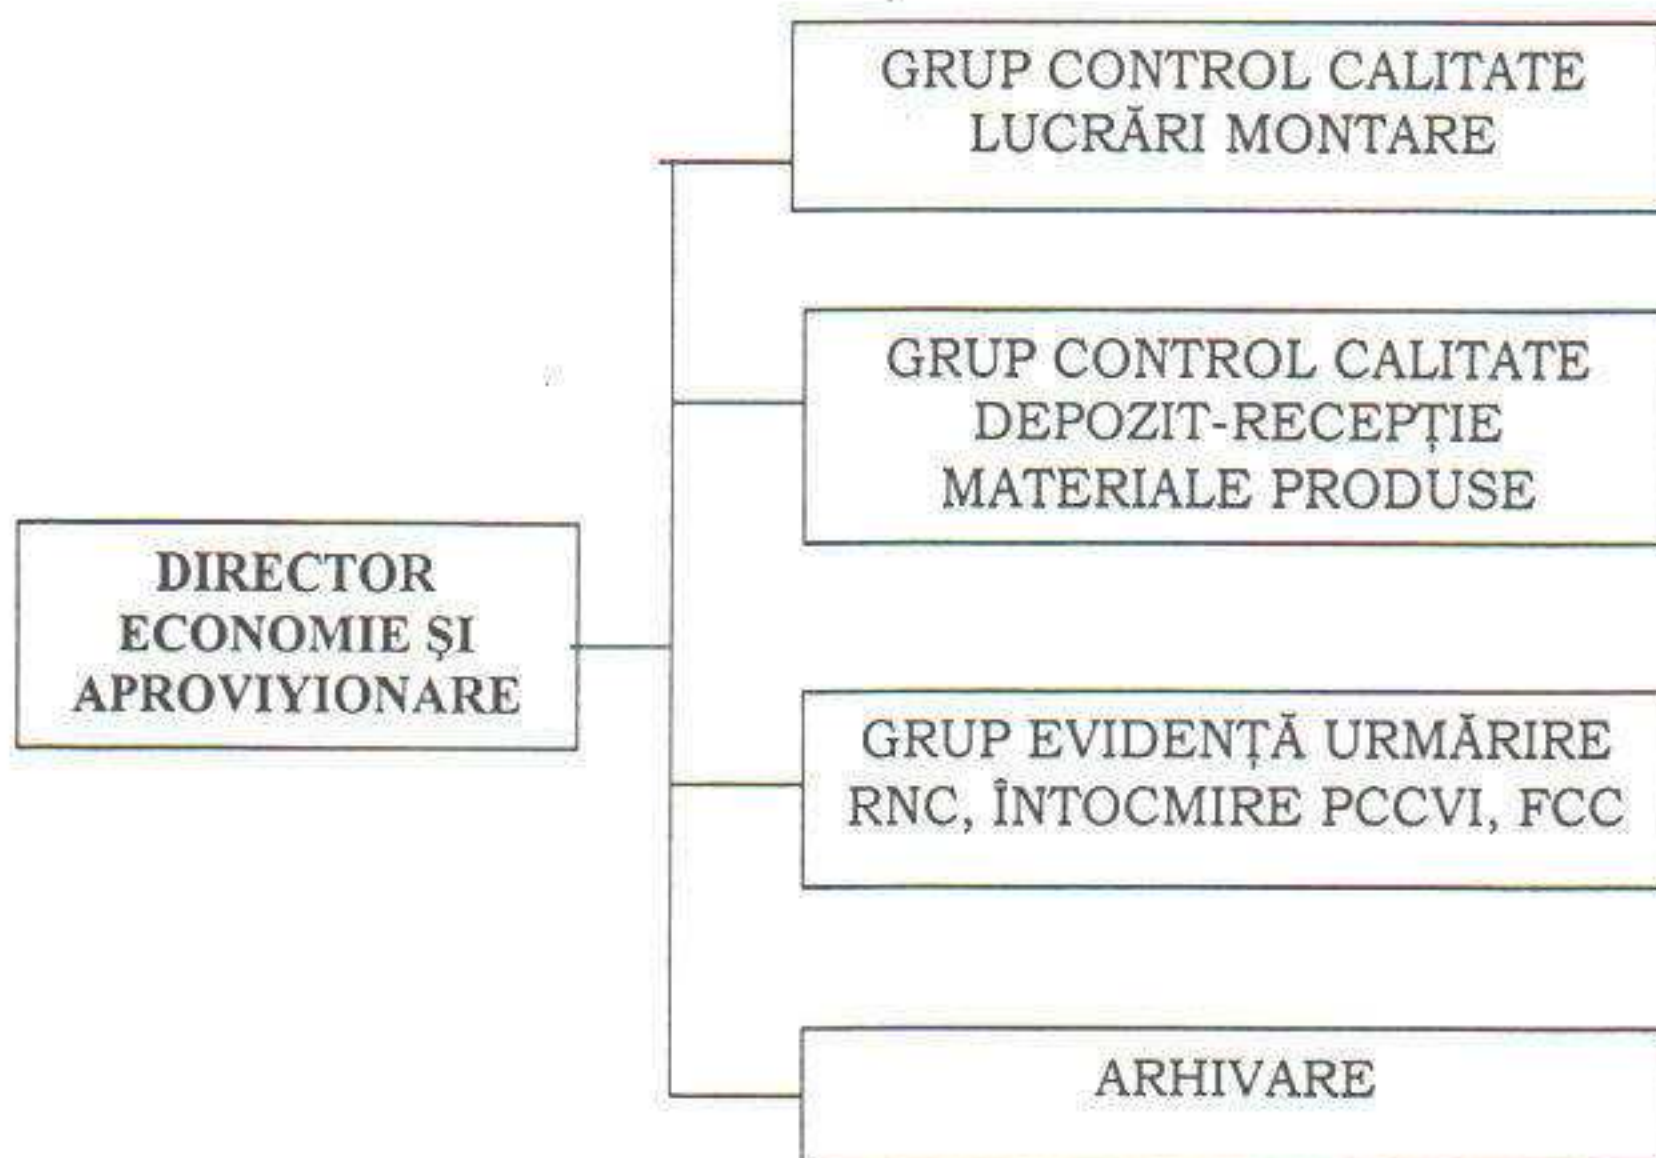 GRUP CONTROL CALITATE
LUCRĂRI MONTARE
GRUP CONTROL CALITATE
DEPOZIT-RECEPȚIE
MATERIALE PRODUSE
DIRECTOR
ECONOMIE ȘI
APROVIYIONARE
GRUP EVIDENȚĂ URMĂRIRE
RNC, ÎNTOCMIRE PCCVI, FCC
ARHIVARE